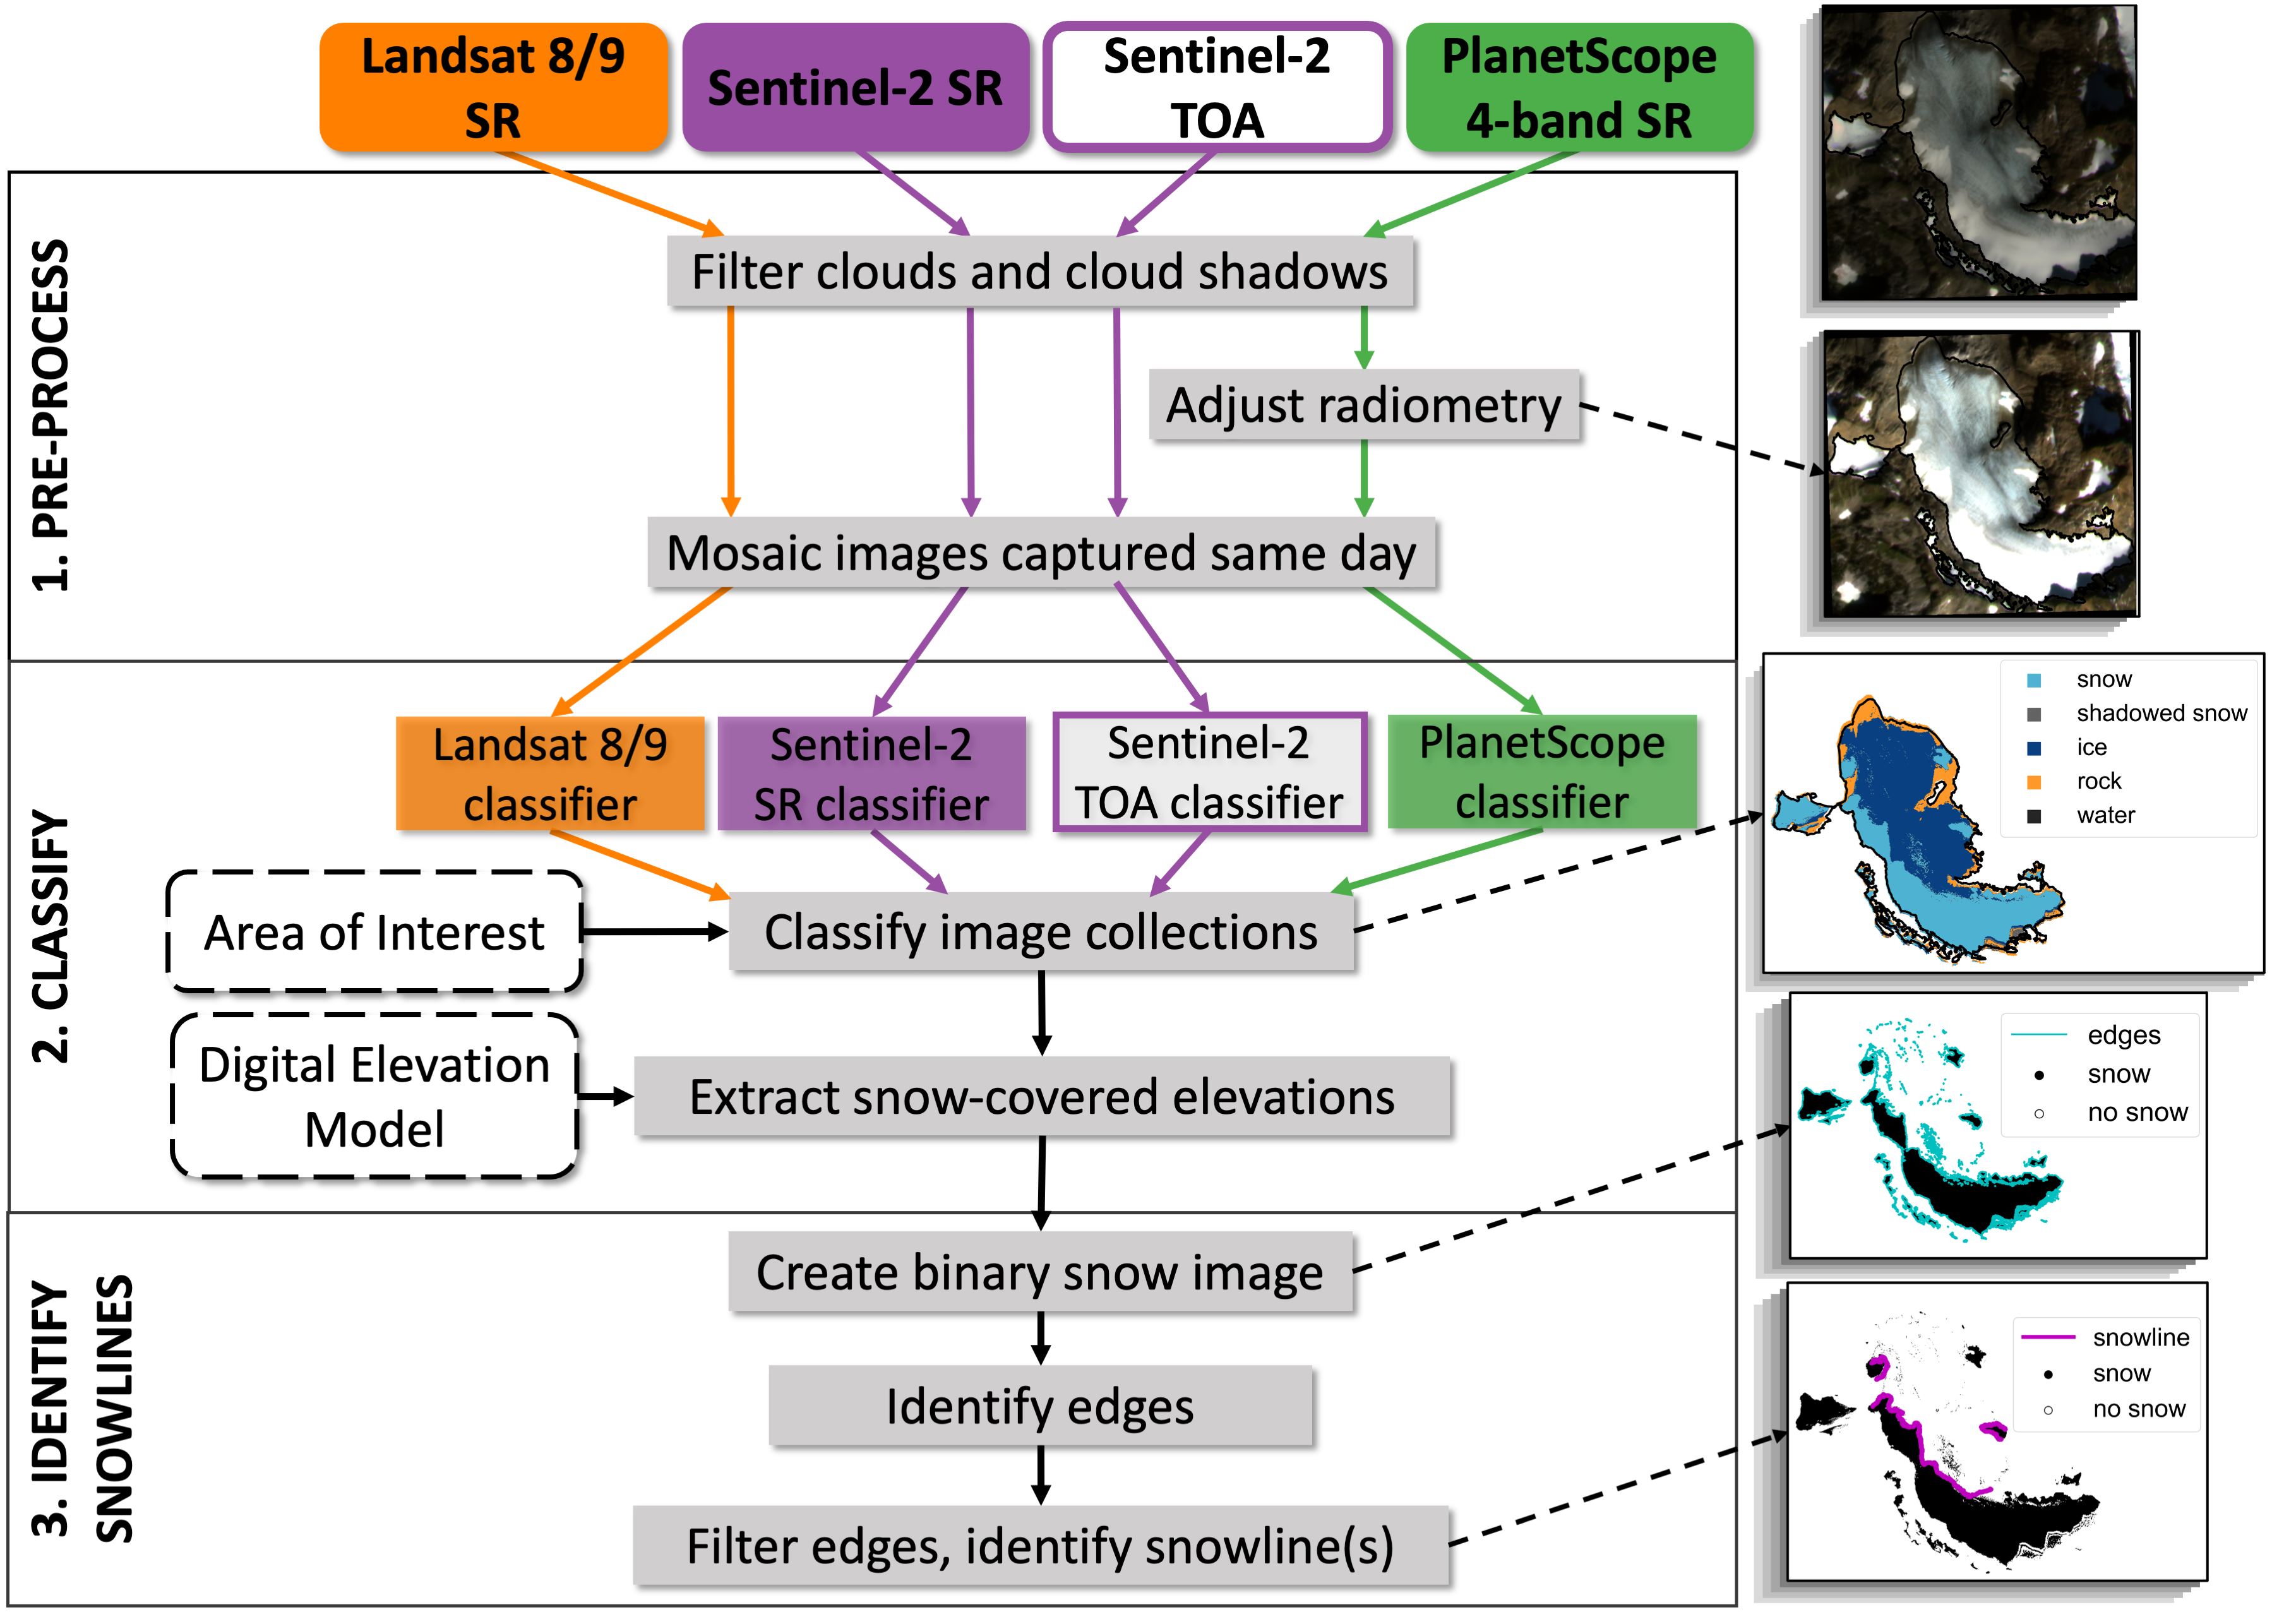 Landsat 8/9
SR
Sentinel-2 SR
Sentinel-2
TOA
PlanetScope
4-band SR
1. PRE-PROCESS
Filter clouds and cloud shadows
Adjust radiometry
Mosaic images captured same day
2. CLASSIFY
Landsat 8/9
classifier
Sentinel-2
SR classifier
Sentinel-2
TOA classifier
PlanetScope
classifier
Area of Interest
Classify image collections
Digital Elevation
Model
Extract snow-covered elevations
3. IDENTIFY
SNOWLINES
Create binary snow image
Identify edges
Filter edges, identify snowline(s)
snow
shadowed snow
ice
rock
water
edges
snow
no snow
snowline
snow
no snow